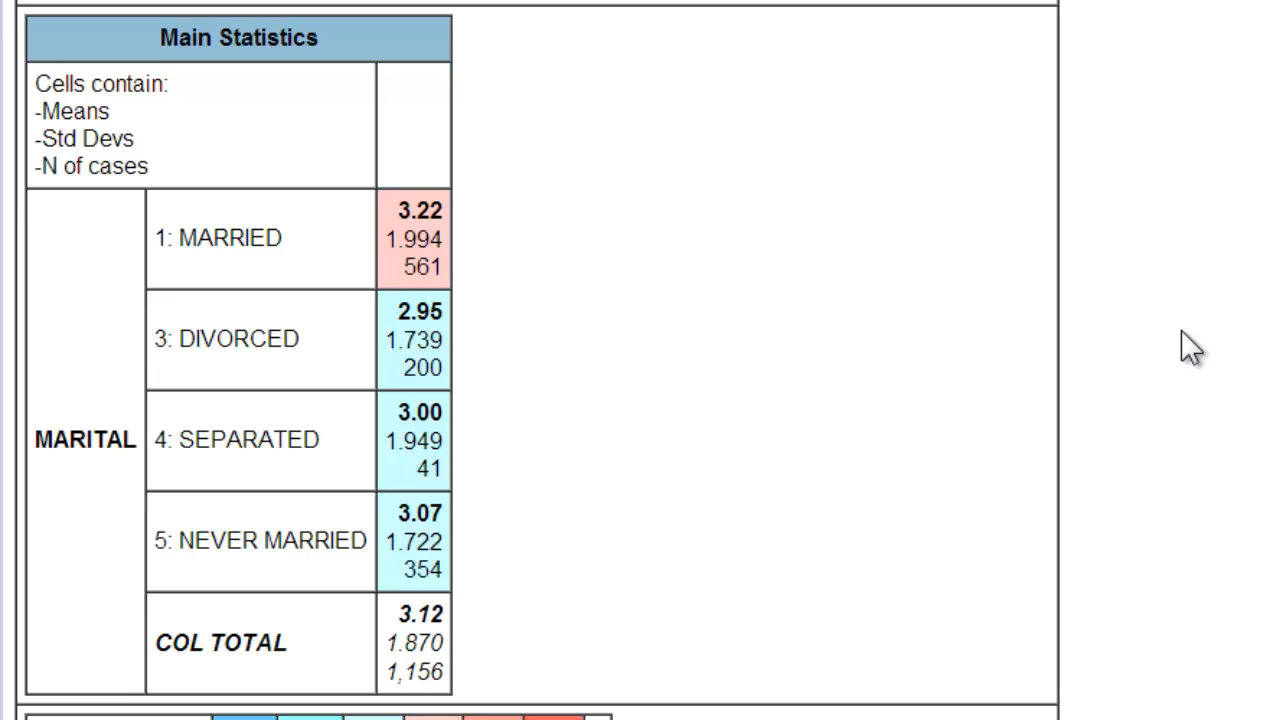 Main Statistics
Cells contain:
-Means
-Std Devs
-N of cases
MARITAL
1: MARRIED
3.22
1.994
561
3: DIVORCED
2.95
1.739
200
4: SEPARATED
3.00
1.949
41
5: NEVER MARRIED
3.07
1.722
354
COL TOTAL
3.12
1.870
1,156